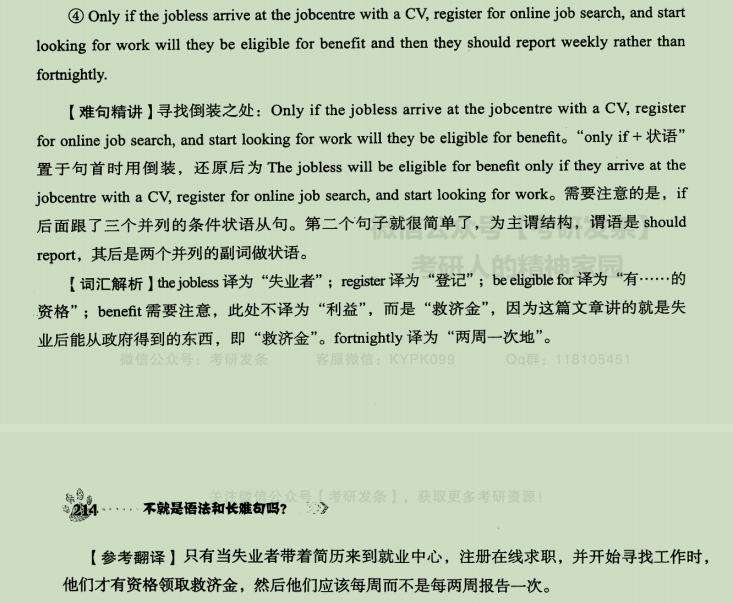 ④ Only if the jobless arrive at the jobcentre with a CV, register for online job search, and start
looking for work will they be eligible for benefit and then they should report weekly rather than
fortnightly.
【难句精讲】寻找倒装之处：Only if the jobless arrive at the jobcentre with a CV, register
for online job search, and start looking for work will they be eligible for benefit。“only if + 状语”
置于句首时用倒装，还原后为 The jobless will be eligible for benefit only if they arrive at the
jobcentre with a CV, register for online job search, and start looking for work。需要注意的是，if
后面跟了三个并列的条件状语从句。第二个句子就很简单了，为主谓结构，谓语是 should
微信公众号【考研发条】
report，其后是两个并列的副词做状语。
考研人的精神家园
【词汇解析】the jobless 译为“失业者”；register 译为“登记”；be eligible for 译为“有……的
资格”；benefit 需要注意，此处不译为“利益”，而是“救济金”，因为这篇文章讲的就是失
业后能从政府得到的东西，即“救济金”。fortnightly 译为“两周一次地”。
微信公众号：考研发条 客服微信：KYPK099 Qq群：118105451
关注微信公众号【考研发条】，获取更多考研资源！
214 ······ 不就是语法和长难句吗？
【参考翻译】只有当失业者带着简历来到就业中心，注册在线求职，并开始寻找工作时，
他们才有资格领取救济金，然后他们应该每周而不是每两周报告一次。